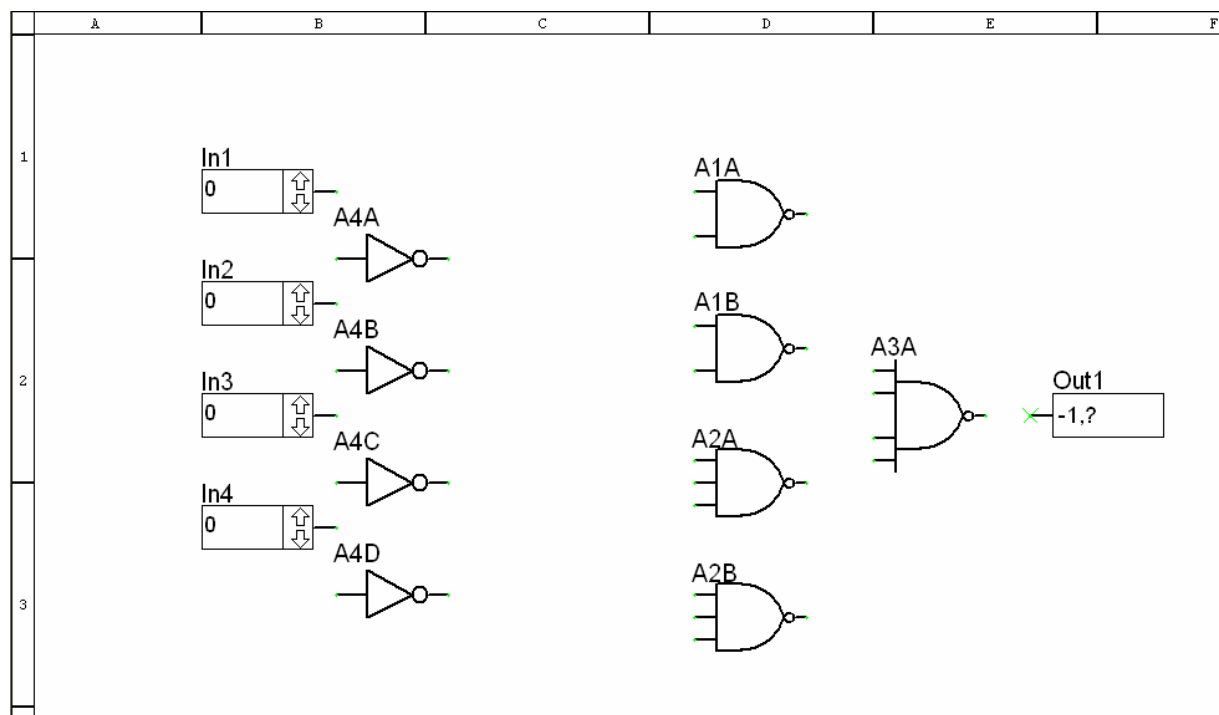 A B C D E F
1
In1
0
A1A
A4A
In2
0
A1B
A4B
A3A
2
In3
0
Out1
-1,?
A4C
A2A
In4
0
A4D
A2B
3